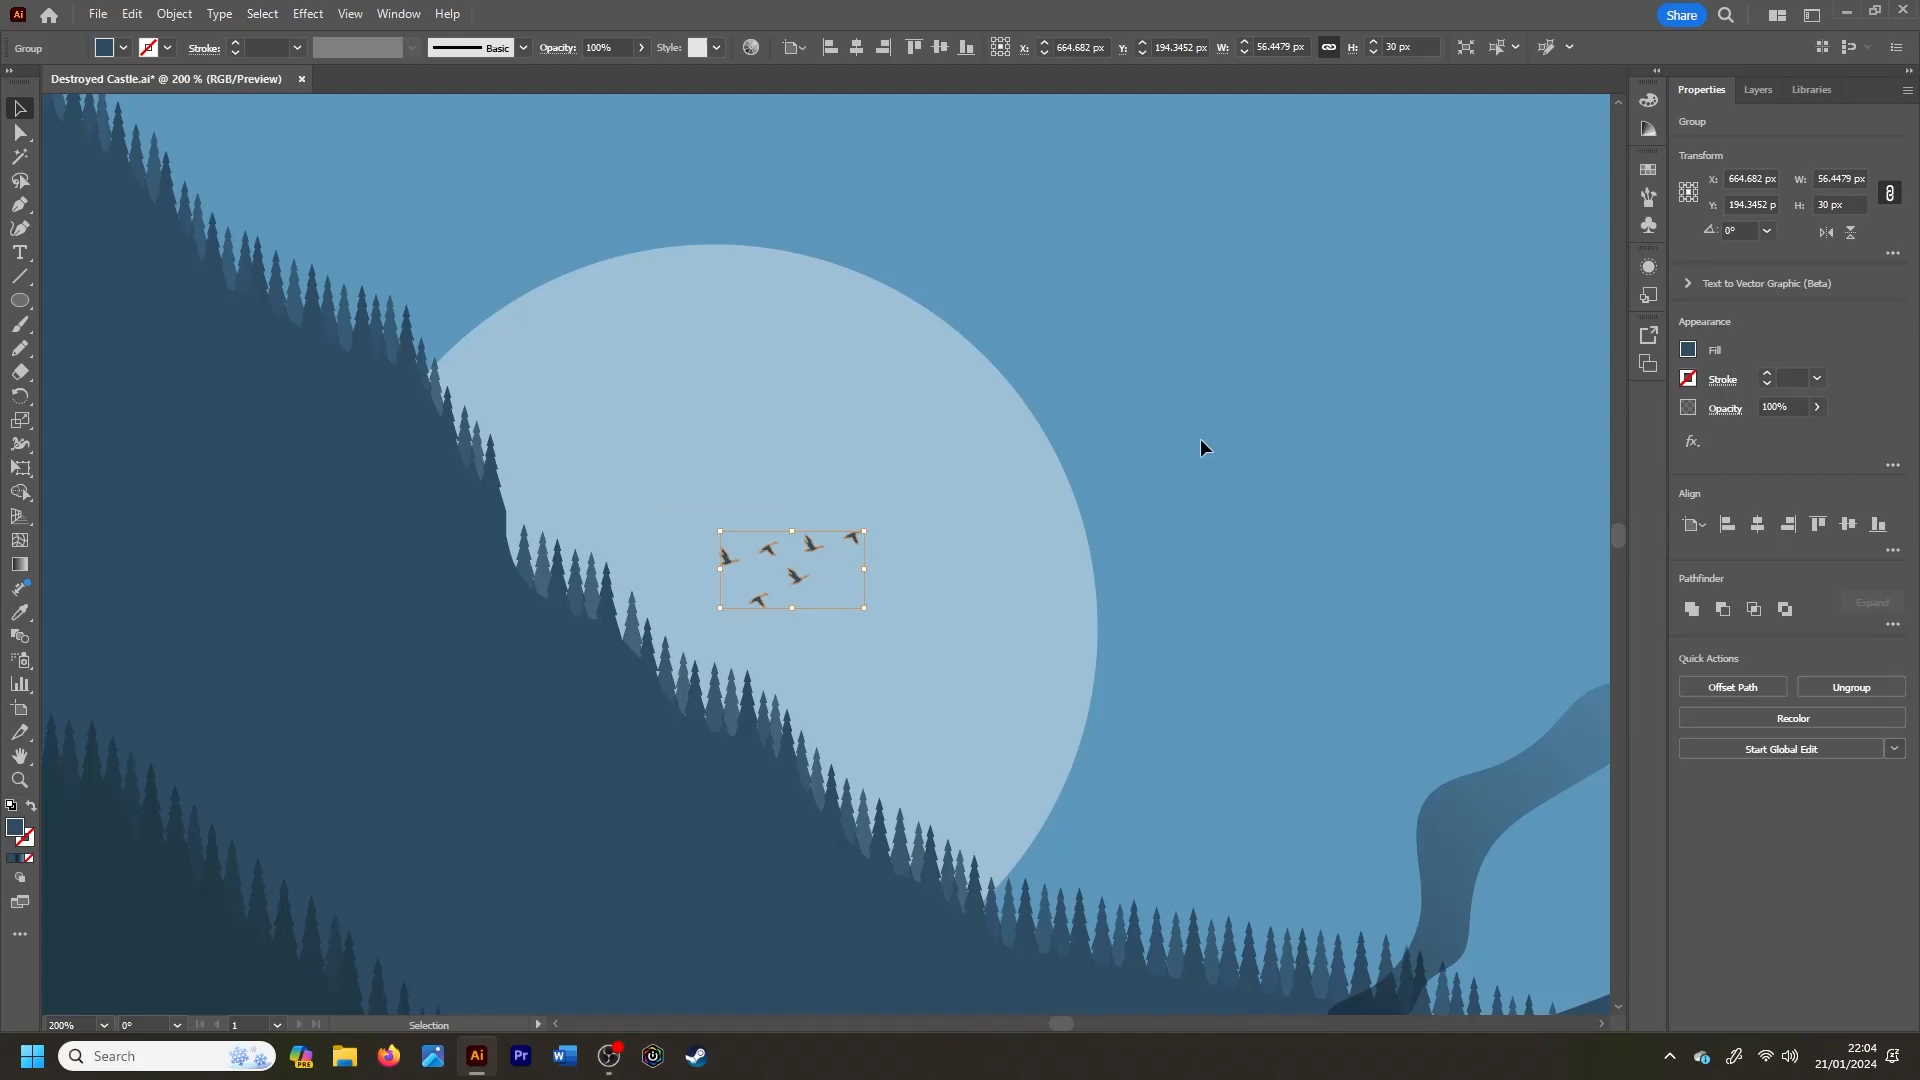 Ai File Edit Object Type Select Effect View Window Help Share
Group Stroke: Basic Opacity: 100% Style: X: 664.682 px Y: 194.3452 px W: 56.4479 px H: 30 px
Destroyed Castle.ai* @ 200 % (RGB/Preview) ×
Properties Layers Libraries
Group
Transform
X: 664.682 px W: 56.4479 px
Y: 194.3452 p H: 30 px
0°
Text to Vector Graphic (Beta)
Appearance
Fill
Stroke
Opacity 100%
fx.
Align
Pathfinder
Expand
Quick Actions
Offset Path Ungroup
Recolor
Start Global Edit
200% 0° 1 Selection
Search PRE Ai Pr W
22:04
21/01/2024